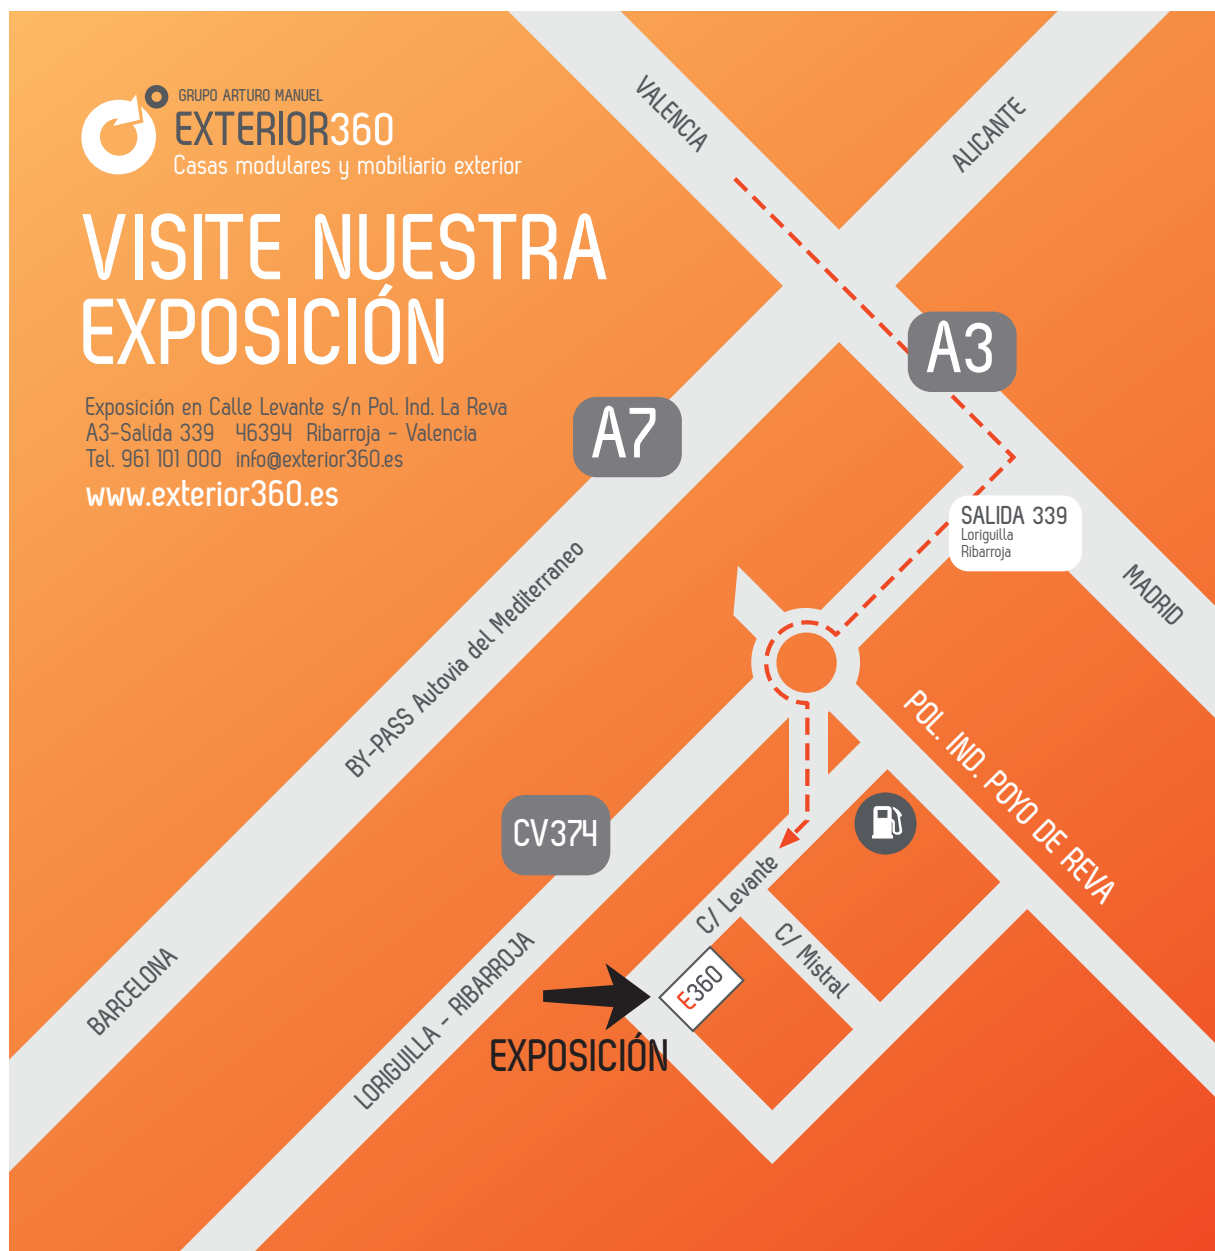 GRUPO ARTURO MANUEL
EXTERIOR360
Casas modulares y mobiliario exterior
VISITE NUESTRA
EXPOSICIÓN
Exposición en Calle Levante s/n Pol. Ind. La Reva
A3-Salida 339 46394 Ribarroja - Valencia
Tel. 961 101 000 info@exterior360.es
www.exterior360.es
VALENCIA
ALICANTE
A3
A7
SALIDA 339
Loriguilla
Ribarroja
MADRID
BY-PASS Autovia del Mediterraneo
POL. IND. POYO DE REVA
CV374
C/ Levante
C/ Mistral
BARCELONA
LORIGUILLA - RIBARROJA
E360
EXPOSICIÓN